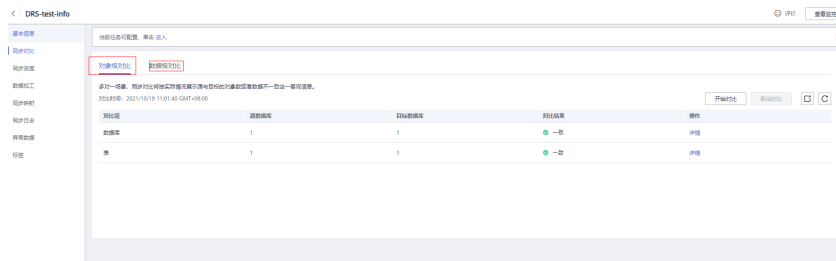 DRS-test-info
评价
查看监控
基本信息
当前任务可配置，单击 进入
同步对比
同步进度
对象级对比 数据级对比
数据加工
多对一场景，同步对比将按实际情况展示源与目标的对象数或者数据不一致这一客观信息。
同步映射
对比时间：2021/10/19 11:01:40 GMT+08:00
开始对比 取消对比
同步日志
对比项 源数据库 目标数据库 对比结果 操作
异常数据
数据库 1 1 一致 详情
标签
表 1 1 一致 详情